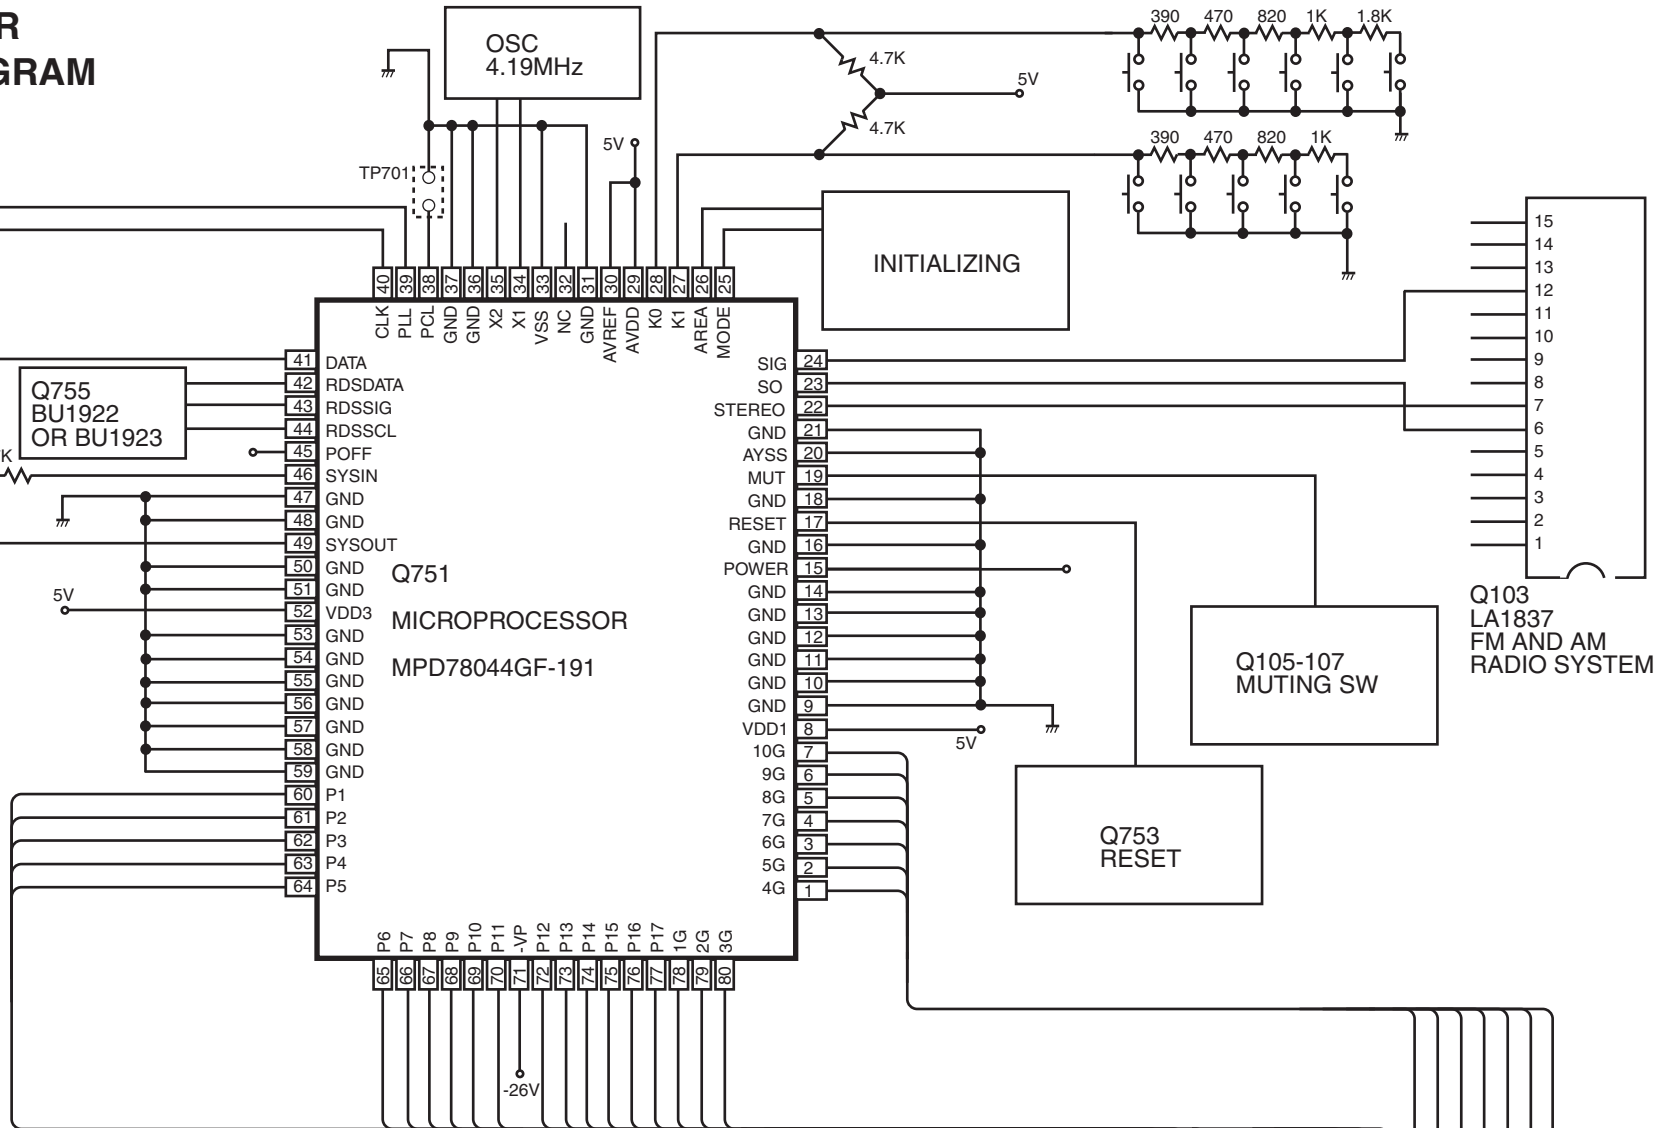 R
GRAM
OSC
4.19MHz
390 470 820 1K 1.8K
4.7K
5V
4.7K
390 470 820 1K
5V
TP701
INITIALIZING
40 39 38 37 36 35 34 33 32 31 30 29 28 27 26 25
CLK PLL PCL GND GND X2 X1 VSS NC GND AVREF AVDD K0 K1 AREA MODE
41 DATA
42 RDSDATA
43 RDSSIG
44 RDSSCL
45 POFF
46 SYSIN
47 GND
48 GND
49 SYSOUT
50 GND
51 GND
52 VDD3
53 GND
54 GND
55 GND
56 GND
57 GND
58 GND
59 GND
60 P1
61 P2
62 P3
63 P4
64 P5
Q755
BU1922
OR BU1923
K
5V
Q751
MICROPROCESSOR
MPD78044GF-191
SIG 24
SO 23
STEREO 22
GND 21
AYSS 20
MUT 19
GND 18
RESET 17
GND 16
POWER 15
GND 14
GND 13
GND 12
GND 11
GND 10
GND 9
VDD1 8
10G 7
9G 6
8G 5
7G 4
6G 3
5G 2
4G 1
5V
15
14
13
12
11
10
9
8
7
6
5
4
3
2
1
Q103
LA1837
FM AND AM
RADIO SYSTEM
Q105-107
MUTING SW
Q753
RESET
P6 P7 P8 P9 P10 P11 -VP P12 P13 P14 P15 P16 P17 1G 2G 3G
65 66 67 68 69 70 71 72 73 74 75 76 77 78 79 80
-26V